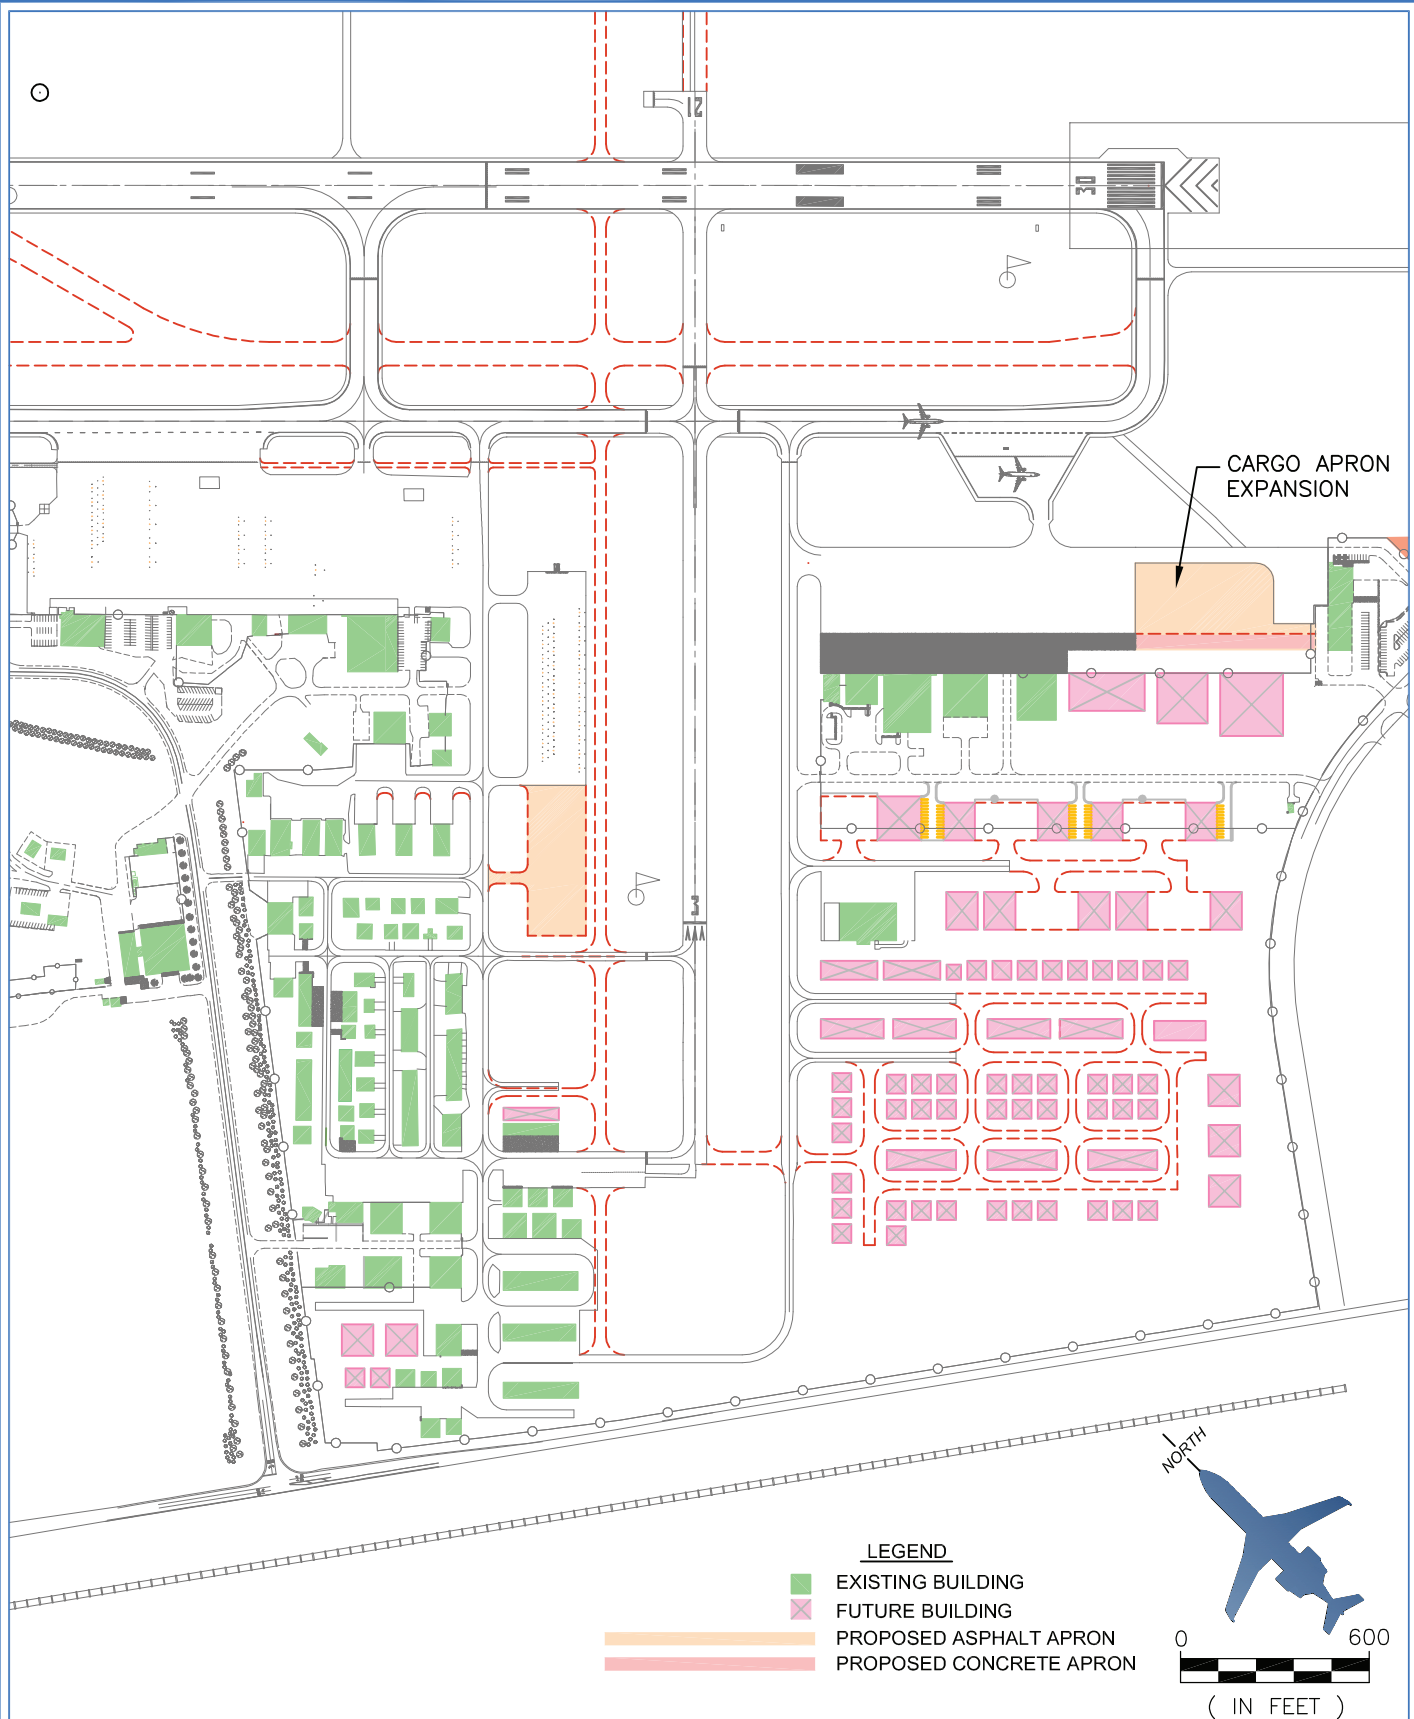 21
30
CARGO APRON
EXPANSION
3
NORTH
LEGEND
EXISTING BUILDING
FUTURE BUILDING
PROPOSED ASPHALT APRON
PROPOSED CONCRETE APRON
0 600
( IN FEET )